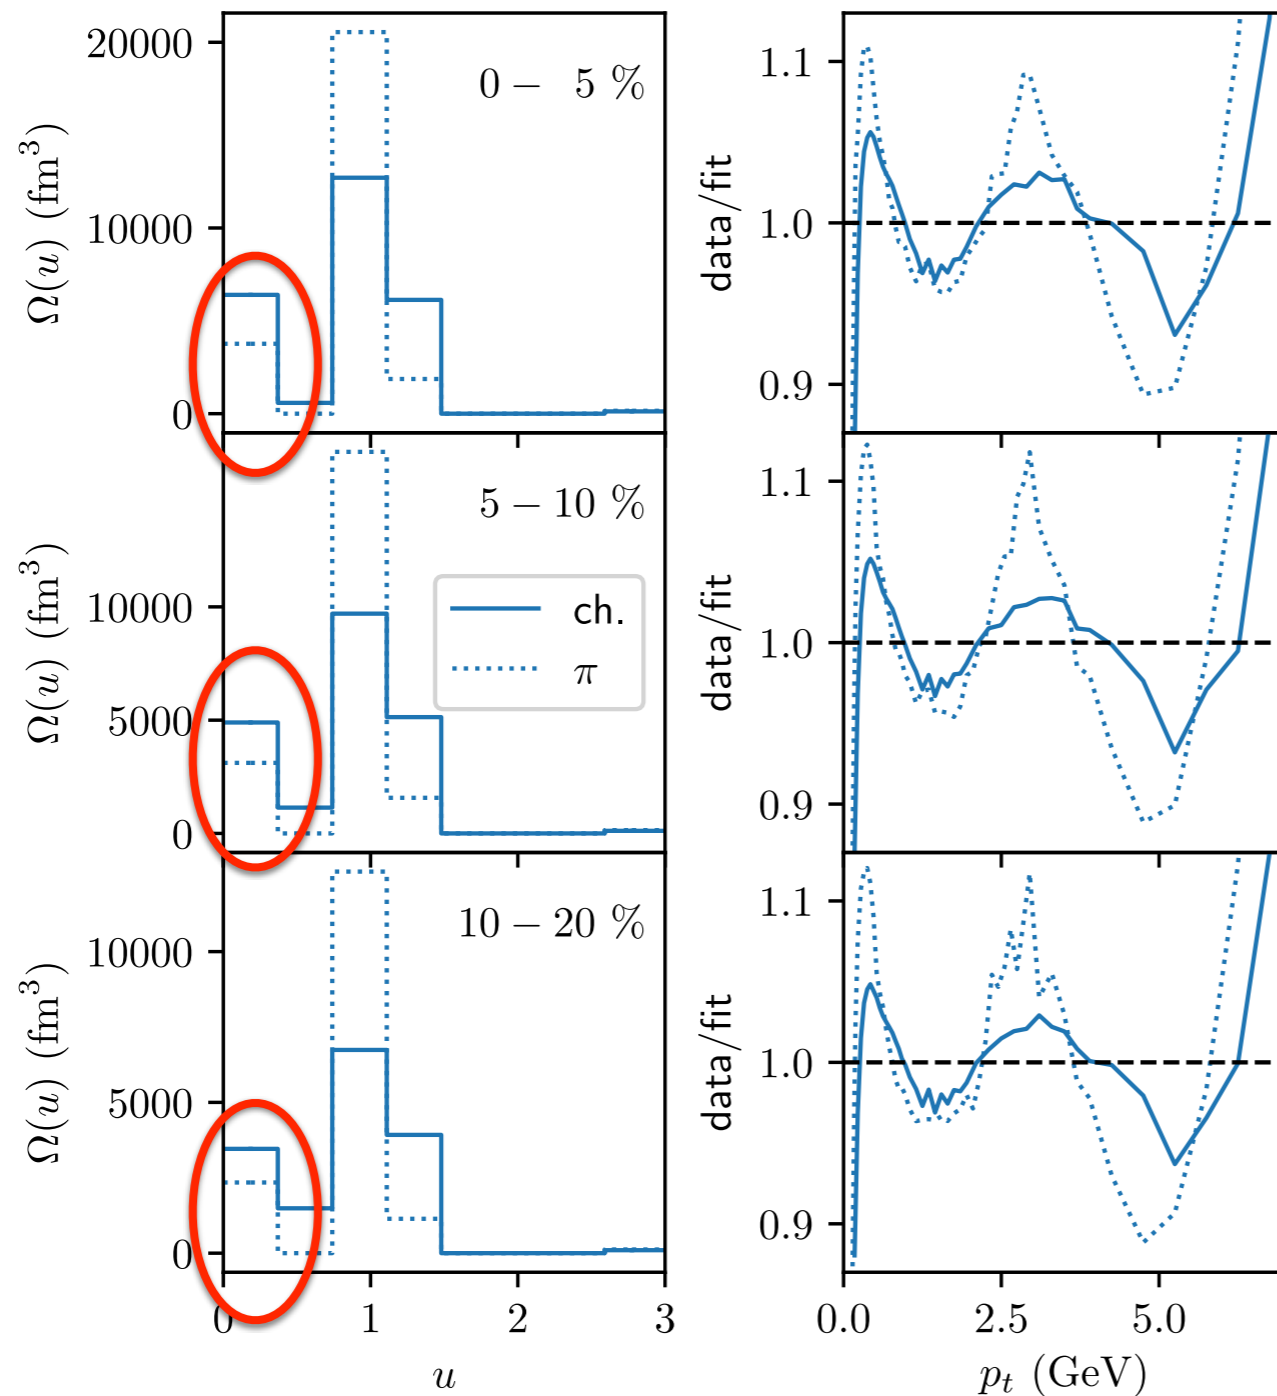 20000
10000
0
Ω(u) (fm³)
0 − 5 %
1.1
1.0
0.9
data/fit
10000
5000
0
Ω(u) (fm³)
5 − 10 %
ch.
π
1.1
1.0
0.9
data/fit
10000
5000
0
Ω(u) (fm³)
10 − 20 %
0 1 2 3
u
1.1
1.0
0.9
data/fit
0.0 2.5 5.0
pₜ (GeV)